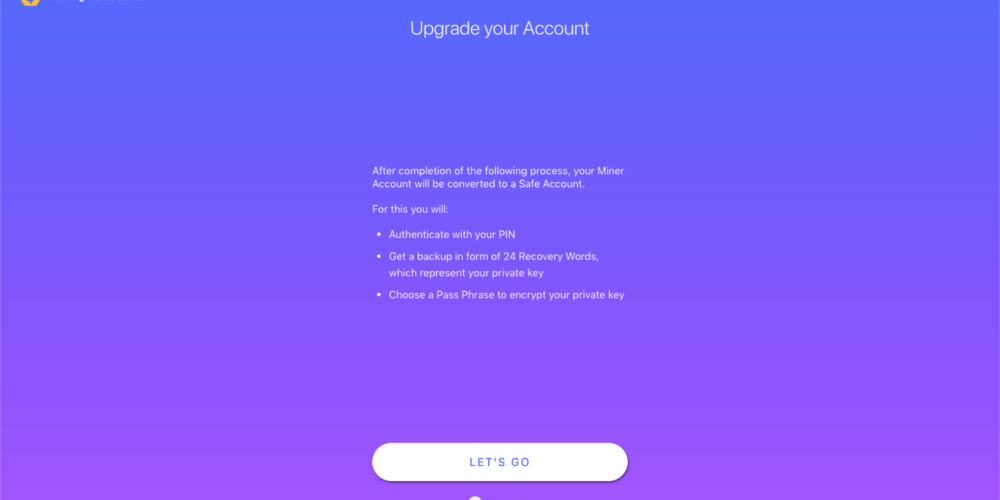 Upgrade your Account
After completion of the following process, your Miner
Account will be converted to a Safe Account.
For this you will:
• Authenticate with your PIN
• Get a backup in form of 24 Recovery Words,
which represent your private key
• Choose a Pass Phrase to encrypt your private key
LET'S GO